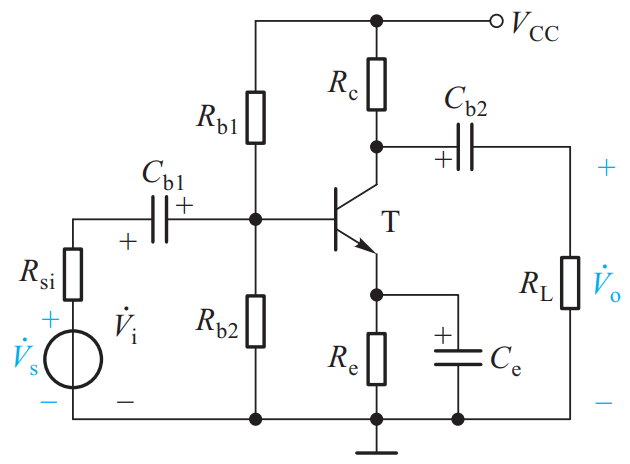 V_CC
R_c
C_b2
R_b1
C_b1
+
+
+
+
T
R_si
R_b2
V̇_i
R_L
V̇_o
+
V̇_s
+
R_e
C_e
−
−
−